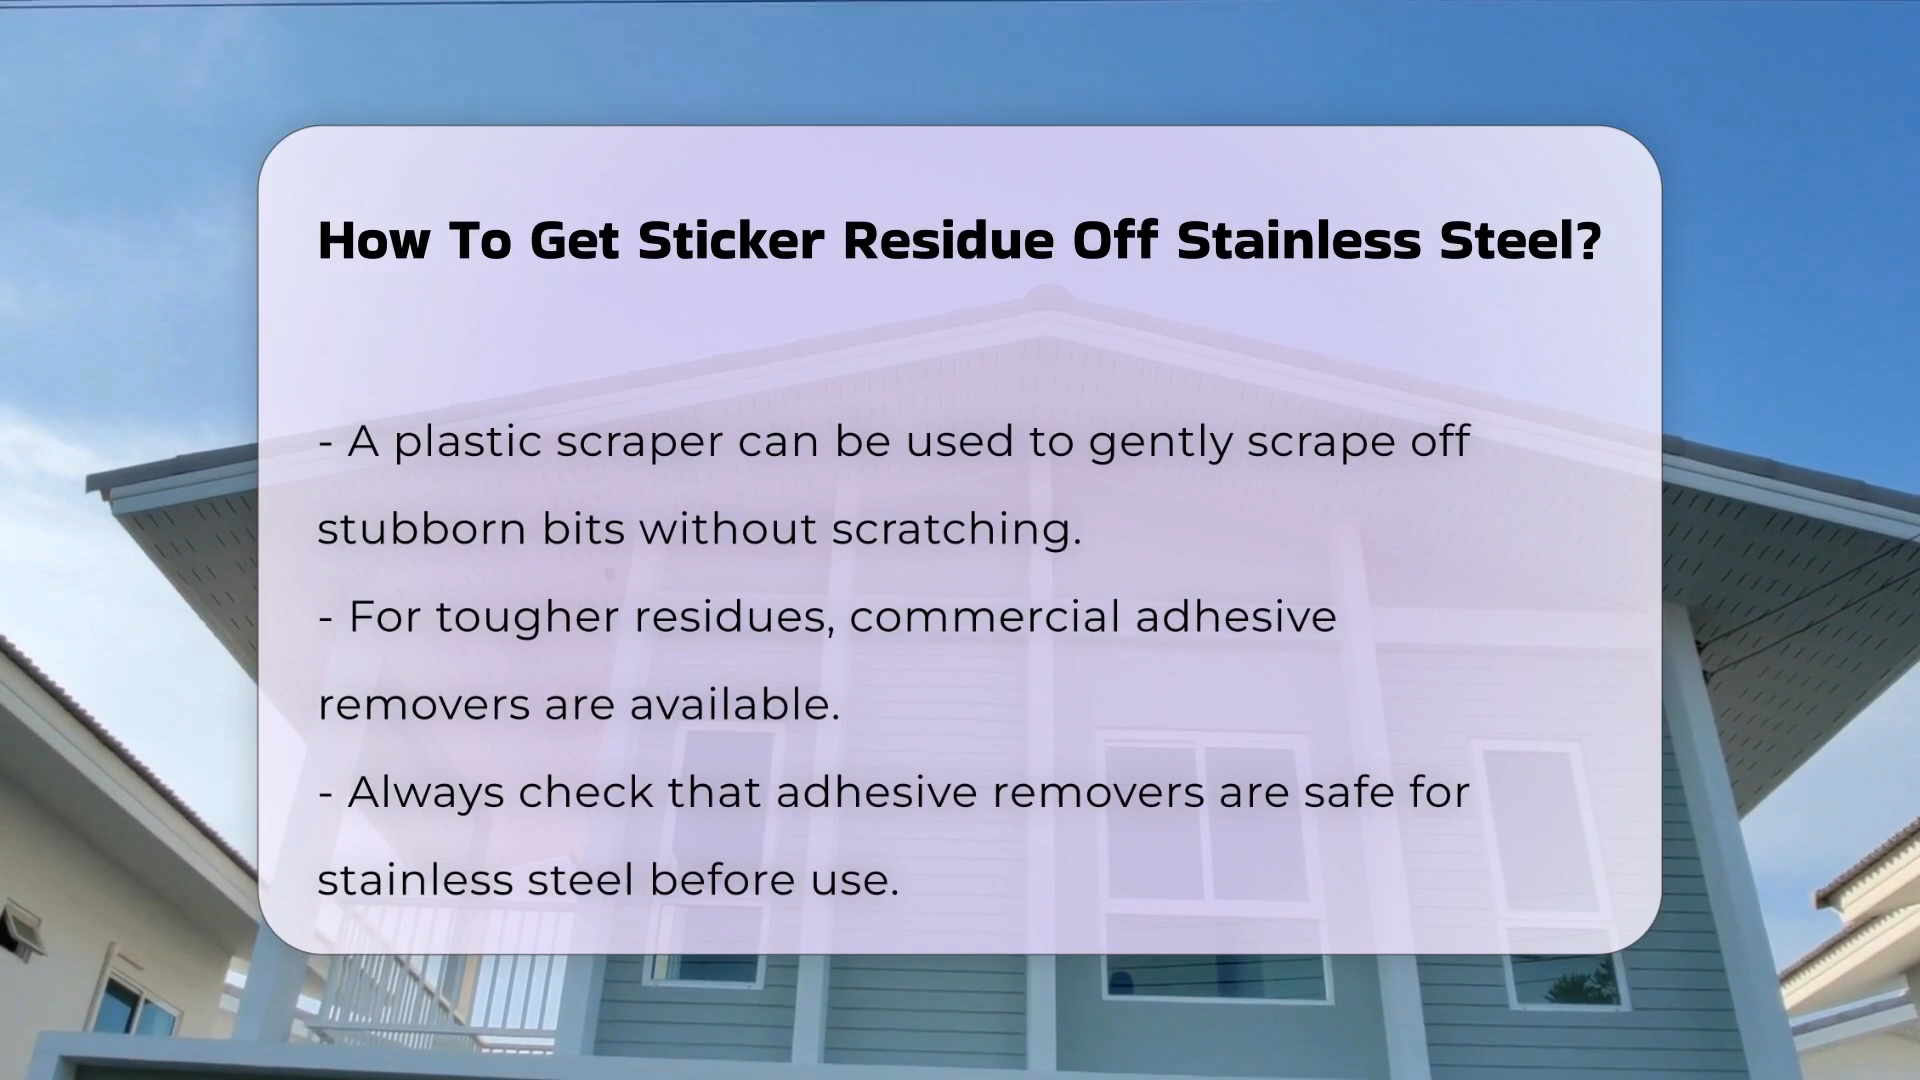 How To Get Sticker Residue Off Stainless Steel?
- A plastic scraper can be used to gently scrape off
stubborn bits without scratching.
- For tougher residues, commercial adhesive
removers are available.
- Always check that adhesive removers are safe for
stainless steel before use.